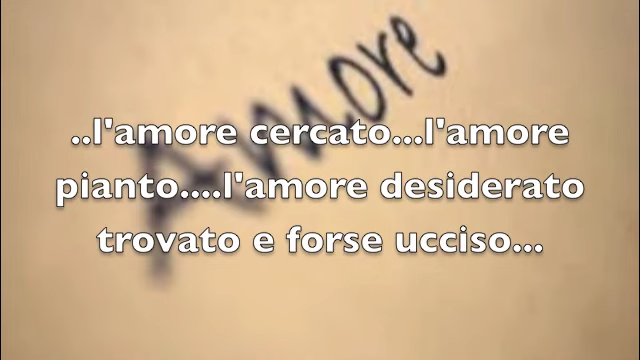 Amore
..l'amore cercato...l'amore
pianto....l'amore desiderato
trovato e forse ucciso...